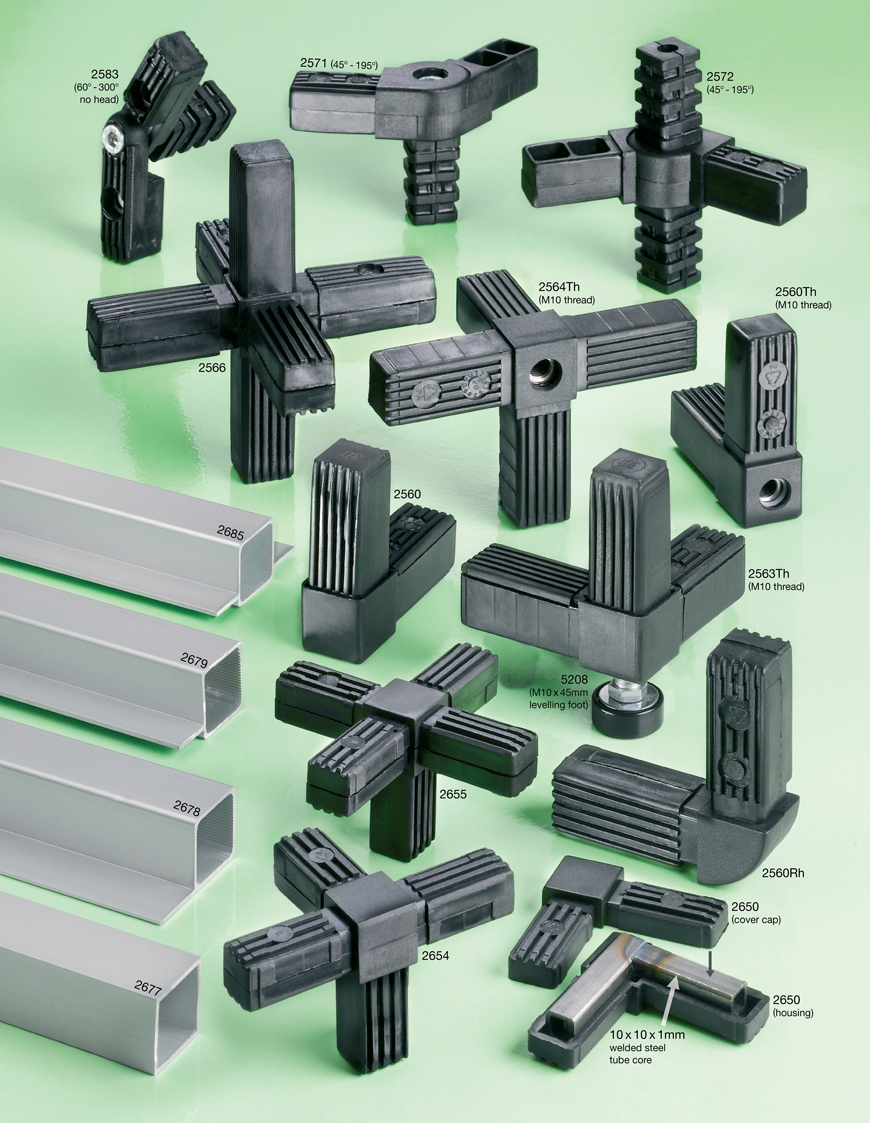 2583
(60° - 300°
no head)
2571 (45° - 195°)
2572
(45° - 195°)
2566
2564Th
(M10 thread)
2560Th
(M10 thread)
2685
2560
2563Th
(M10 thread)
2679
5208
(M10 x 45mm
levelling foot)
2678
2655
2560Rh
2650
(cover cap)
2654
2677
2650
(housing)
10 x 10 x 1mm
welded steel
tube core